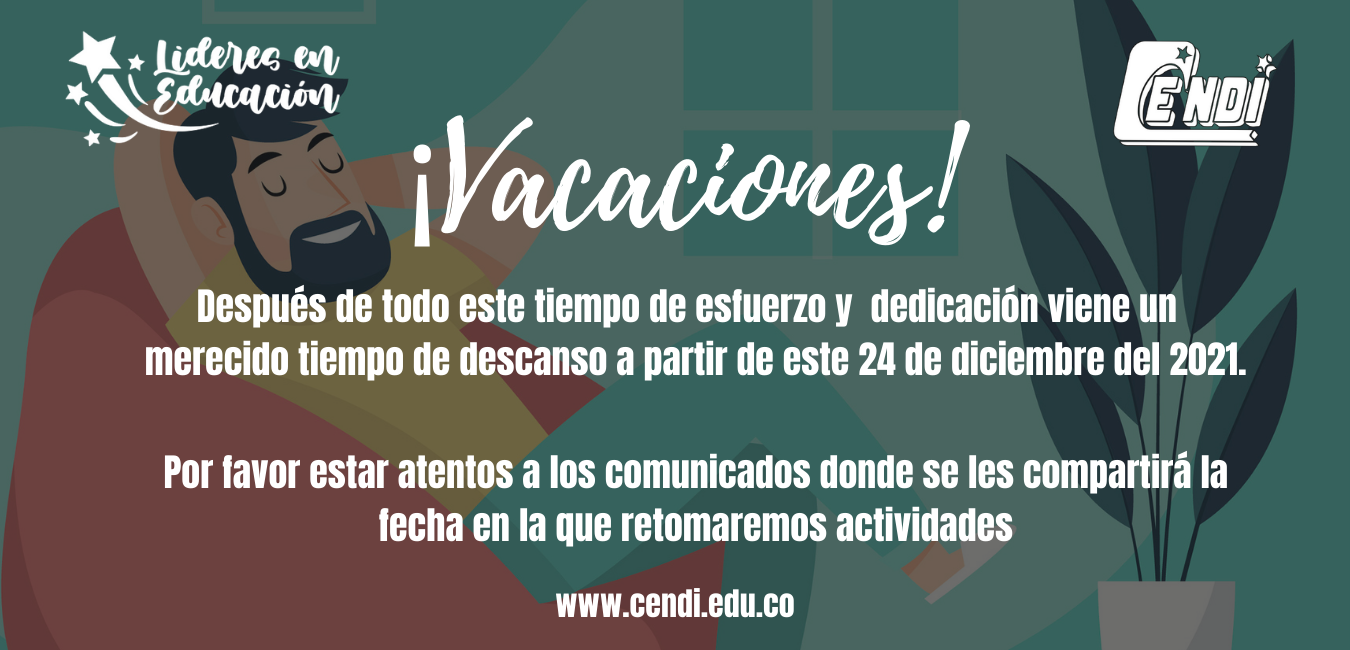 Lideres en
Educación
CENDI
¡Vacaciones!
Después de todo este tiempo de esfuerzo y  dedicación viene un
merecido tiempo de descanso a partir de este 24 de diciembre del 2021.
Por favor estar atentos a los comunicados donde se les compartirá la
fecha en la que retomaremos actividades
www.cendi.edu.co